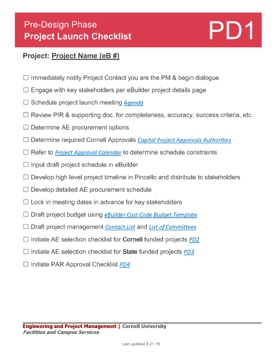 Pre-Design Phase
Project Launch Checklist
PD1
Project: Project Name (eB #)
☐ Immediately notify Project Contact you are the PM & begin dialogue
☐ Engage with key stakeholders per eBuilder project details page
☐ Schedule project launch meeting Agenda
☐ Review PIR & supporting doc. for completeness, accuracy, success criteria, etc.
☐ Determine AE procurement options
☐ Determine required Cornell Approvals Capital Project Approvals Authorities
☐ Refer to Project Approval Calendar to determine schedule constraints
☐ Input draft project schedule in eBuilder
☐ Develop high level project timeline in Pincello and distribute to stakeholders
☐ Develop detailed AE procurement schedule
☐ Lock in meeting dates in advance for key stakeholders
☐ Draft project budget using eBuilder Cost Code Budget Template
☐ Draft project management Contact List and List of Committees
☐ Initiate AE selection checklist for Cornell funded projects PD2
☐ Initiate AE selection checklist for State funded projects PD3
☐ Initiate PAR Approval Checklist PD4
Last updated 9.21.18
Engineering and Project Management | Cornell University
Facilities and Campus Services